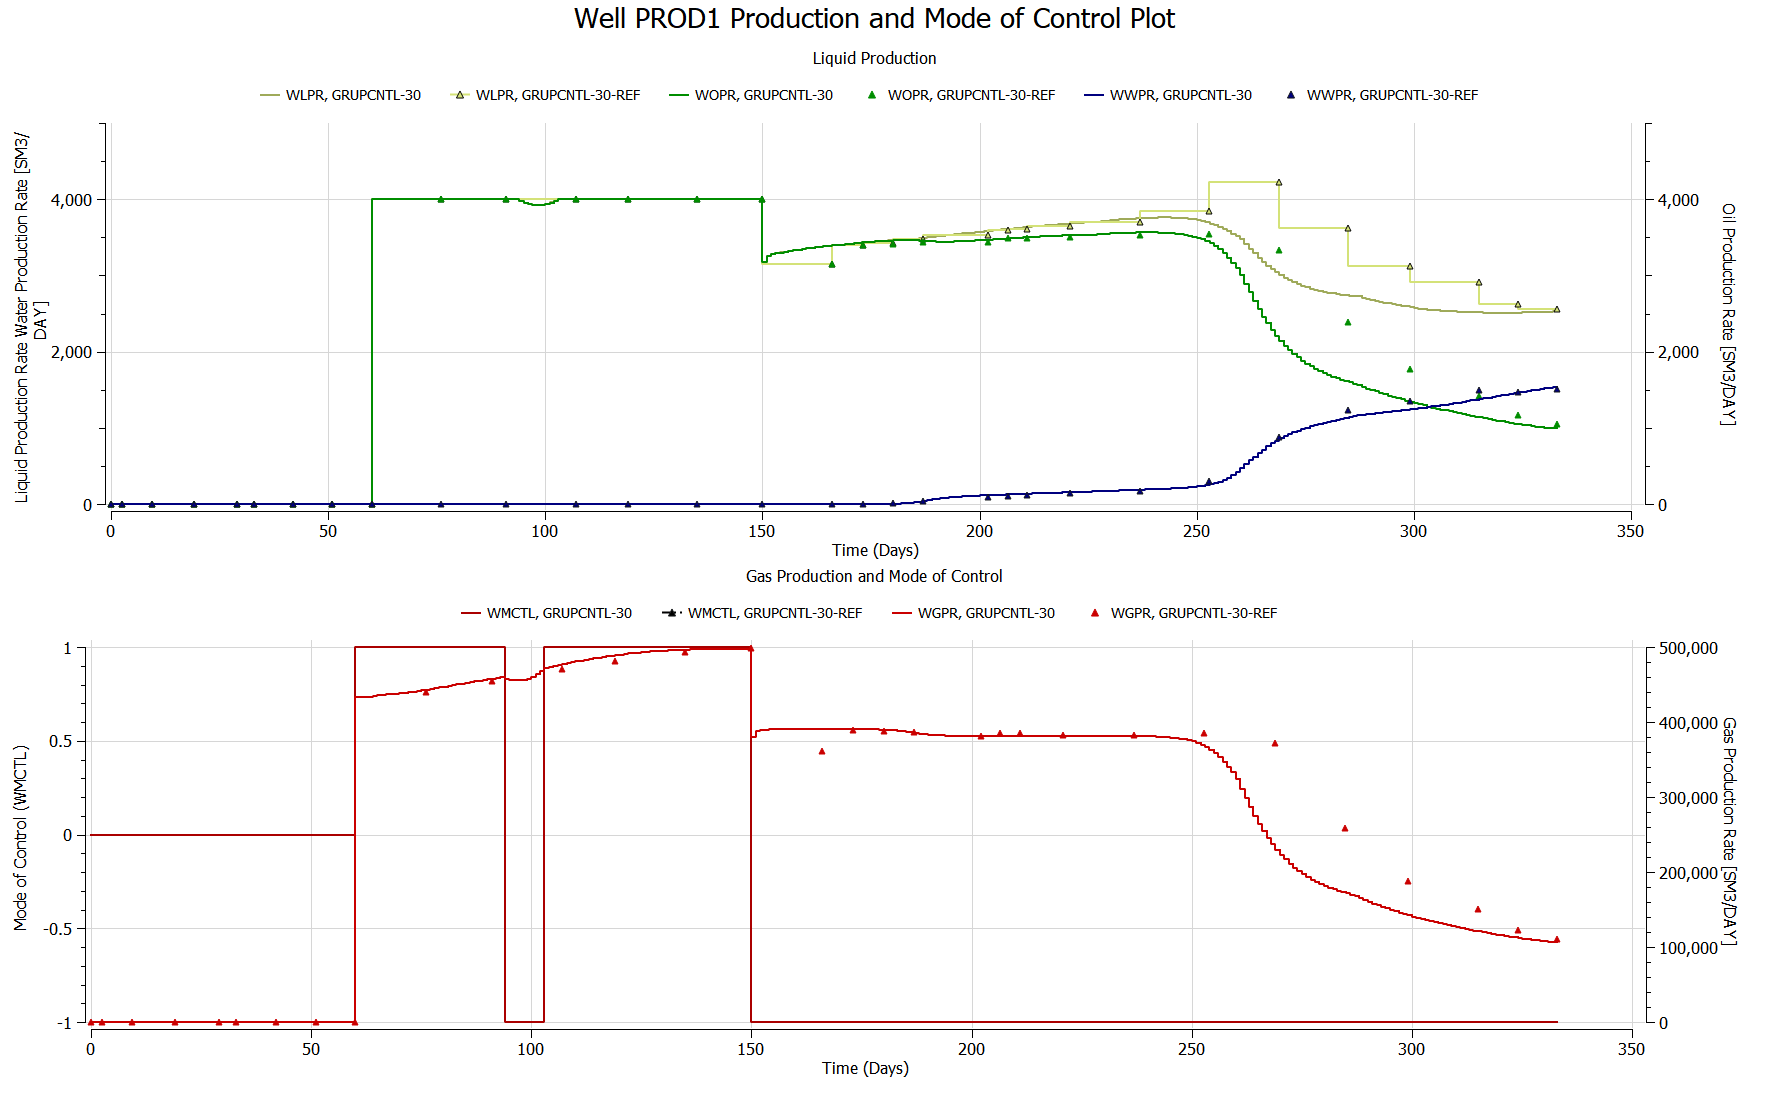 Well PROD1 Production and Mode of Control Plot
Liquid Production
WLPR, GRUPCNTL-30 WLPR, GRUPCNTL-30-REF WOPR, GRUPCNTL-30 WOPR, GRUPCNTL-30-REF WWPR, GRUPCNTL-30 WWPR, GRUPCNTL-30-REF
Liquid Production Rate Water Production Rate [SM3/
DAY]
4,000
2,000
0
4,000
2,000
0
Oil Production Rate [SM3/DAY]
0 50 100 150 200 250 300 350
Time (Days)
Gas Production and Mode of Control
WMCTL, GRUPCNTL-30 WMCTL, GRUPCNTL-30-REF WGPR, GRUPCNTL-30 WGPR, GRUPCNTL-30-REF
Mode of Control (WMCTL)
1
0.5
0
-0.5
-1
500,000
400,000
300,000
200,000
100,000
0
Gas Production Rate [SM3/DAY]
0 50 100 150 200 250 300 350
Time (Days)